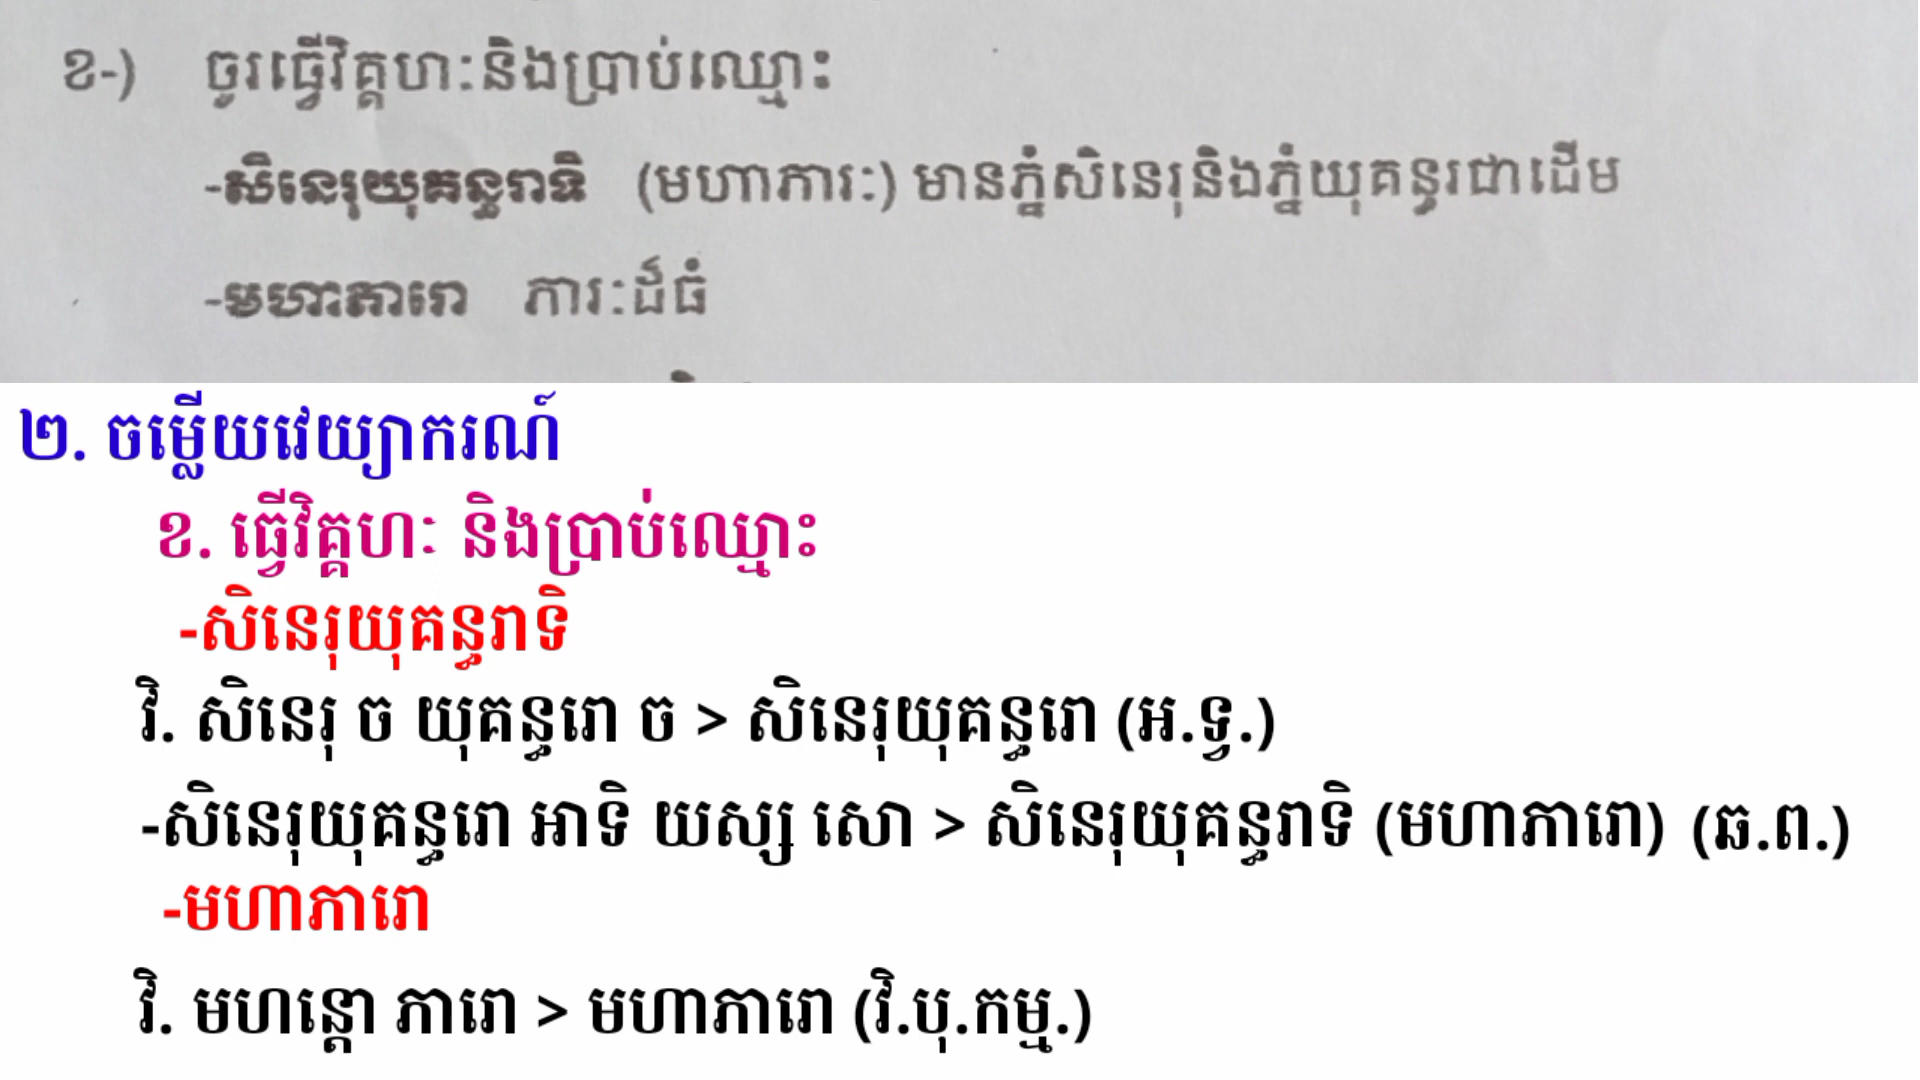 ខ-) ចូរធ្វើវិគ្គហៈនិងប្រាប់ឈ្មោះ
-សិនេរុយុគន្ធរាទិ (មហាភារៈ) មានភ្នំសិនេរុនិងភ្នំយុគន្ធរជាដើម
-មហាភារោ ភារៈដ៏ធំ
២. ចម្លើយវេយ្យាករណ៍
ខ. ធ្វើវិគ្គហៈ និងប្រាប់ឈ្មោះ
-សិនេរុយុគន្ធរាទិ
វិ. សិនេរុ ច យុគន្ធរោ ច > សិនេរុយុគន្ធរោ (អ.ទ្វ.)
-សិនេរុយុគន្ធរោ អាទិ យស្ស សោ > សិនេរុយុគន្ធរាទិ (មហាភារោ) (ឆ.ព.)
-មហាភារោ
វិ. មហន្តោ ភារោ > មហាភារោ (វិ.បុ.កម្ម.)